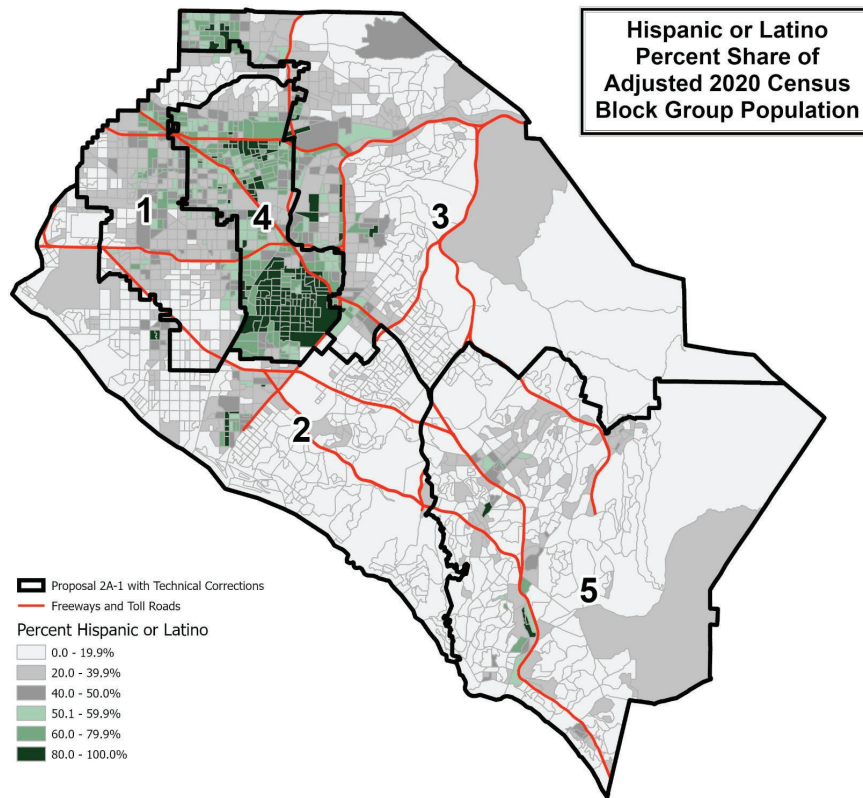 Hispanic or Latino
Percent Share of
Adjusted 2020 Census
Block Group Population
3
1
4
2
5
Proposal 2A-1 with Technical Corrections
Freeways and Toll Roads
Percent Hispanic or Latino
0.0 - 19.9%
20.0 - 39.9%
40.0 - 50.0%
50.1 - 59.9%
60.0 - 79.9%
80.0 - 100.0%